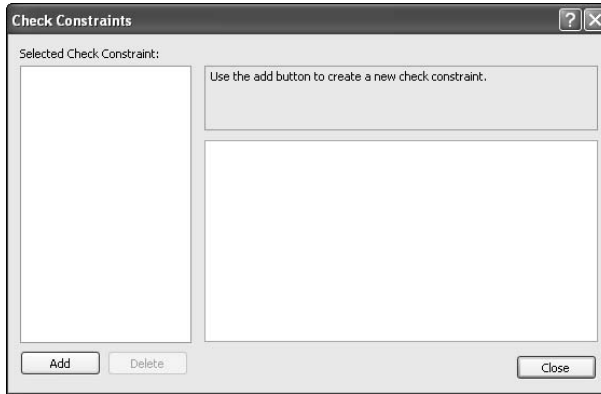 Check Constraints
?
Selected Check Constraint:
Use the add button to create a new check constraint.
Add
Delete
Close